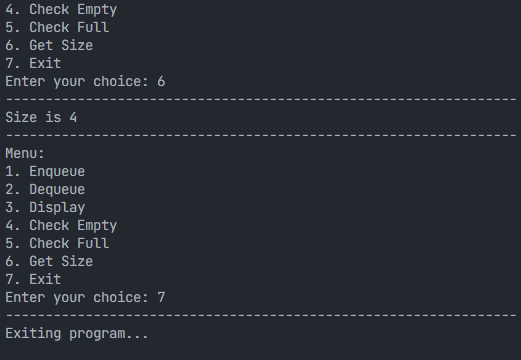 4. Check Empty
5. Check Full
6. Get Size
7. Exit
Enter your choice: 6
----------------------------------------------------------------
Size is 4
----------------------------------------------------------------
Menu:
1. Enqueue
2. Dequeue
3. Display
4. Check Empty
5. Check Full
6. Get Size
7. Exit
Enter your choice: 7
----------------------------------------------------------------
Exiting program...